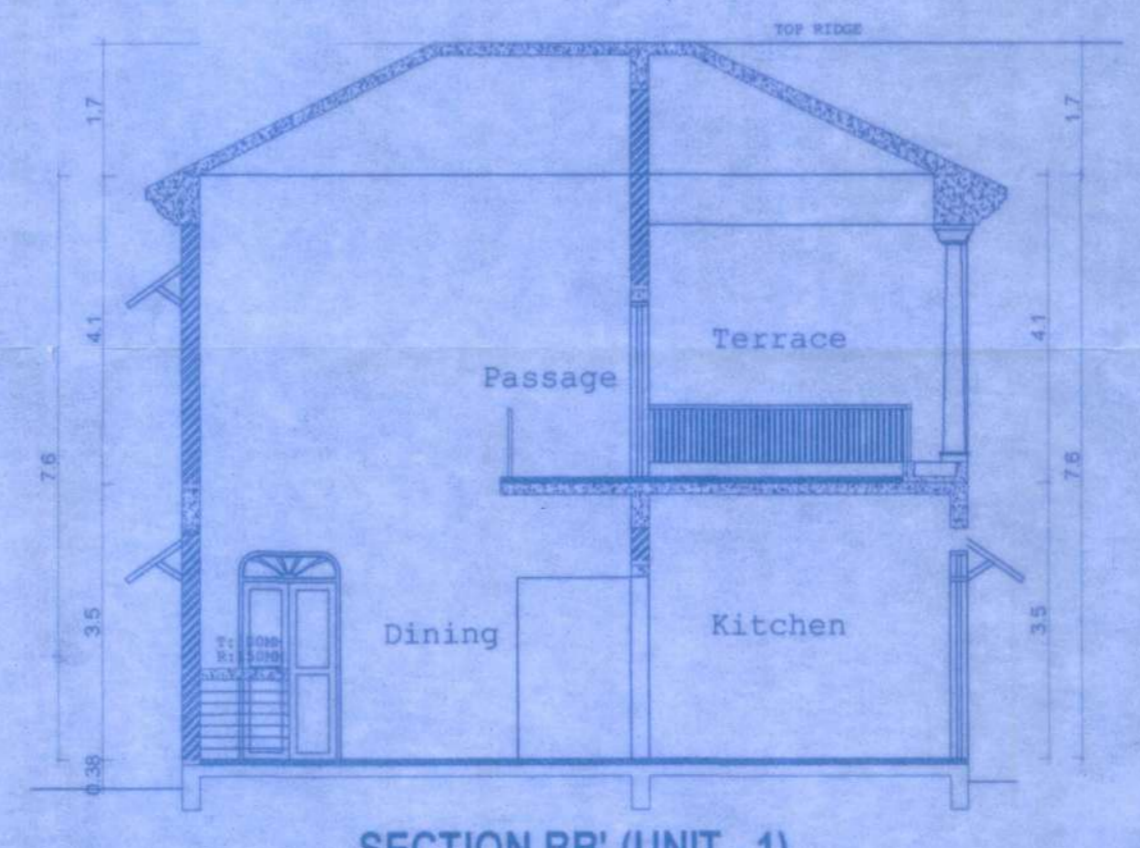 TOP RIDGE
1.7
1.7
4.1
4.1
Terrace
Passage
7.6
7.6
3.5
3.5
Dining
Kitchen
0.38
SECTION BB' (UNIT - 1)